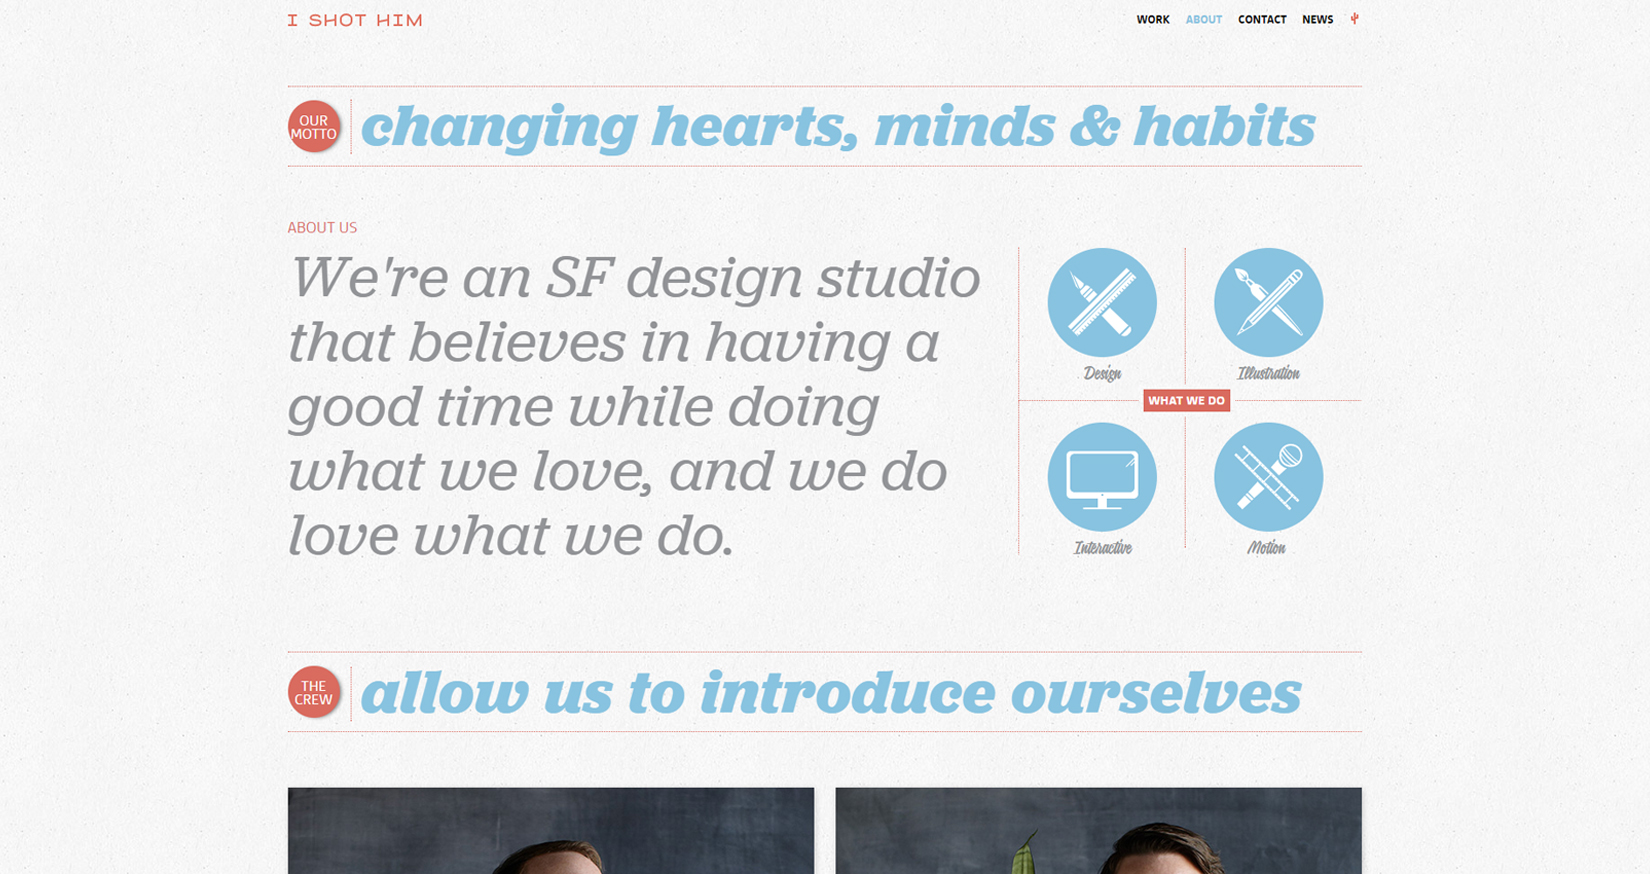 I SHOT HIM
WORK ABOUT CONTACT NEWS
OUR
MOTTO
changing hearts, minds & habits
ABOUT US
We're an SF design studio
that believes in having a
good time while doing
what we love, and we do
love what we do.
Design
Illustration
WHAT WE DO
Interactive
Motion
THE
CREW
allow us to introduce ourselves